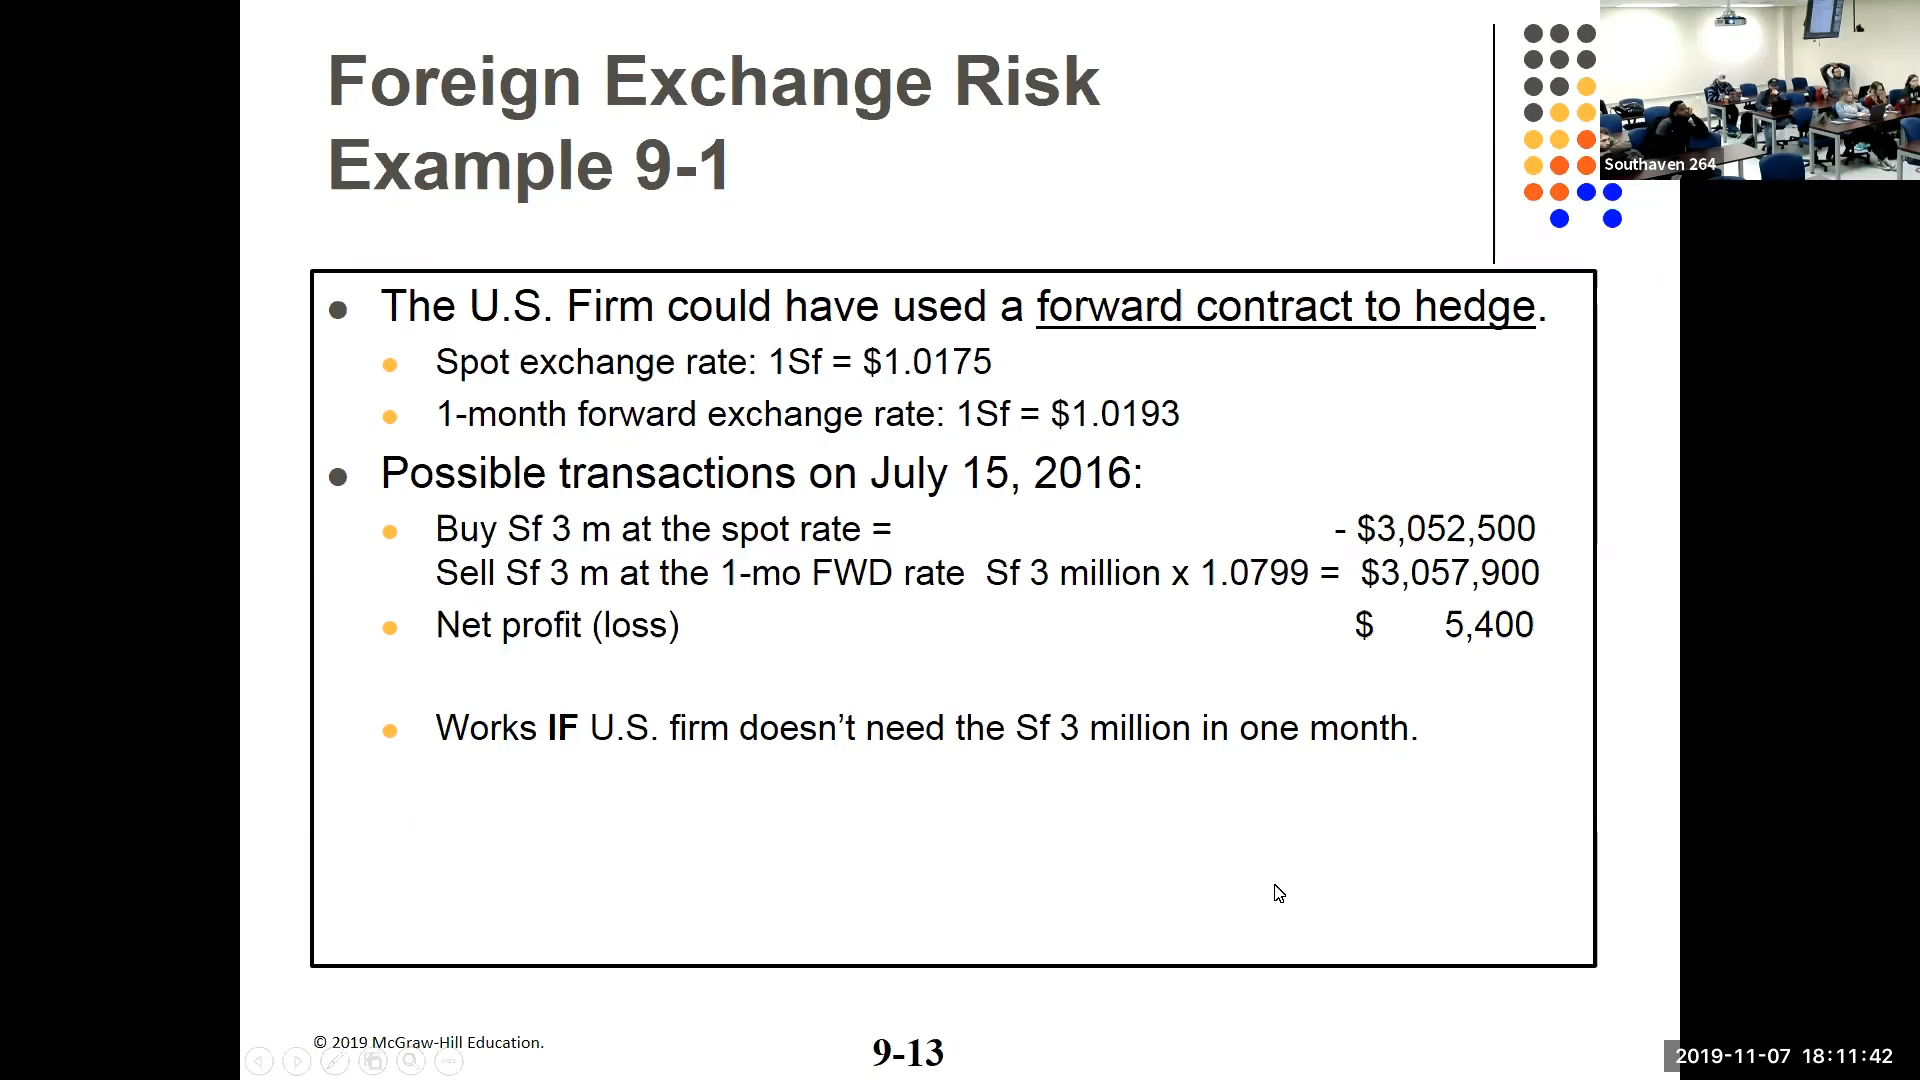 Foreign Exchange Risk
Example 9-1
Southaven 264
The U.S. Firm could have used a forward contract to hedge.
Spot exchange rate: 1Sf = $1.0175
1-month forward exchange rate: 1Sf = $1.0193
Possible transactions on July 15, 2016:
Buy Sf 3 m at the spot rate = - $3,052,500
Sell Sf 3 m at the 1-mo FWD rate Sf 3 million x 1.0799 = $3,057,900
Net profit (loss) $ 5,400
Works IF U.S. firm doesn’t need the Sf 3 million in one month.
© 2019 McGraw-Hill Education.
9-13
2019-11-07 18:11:42